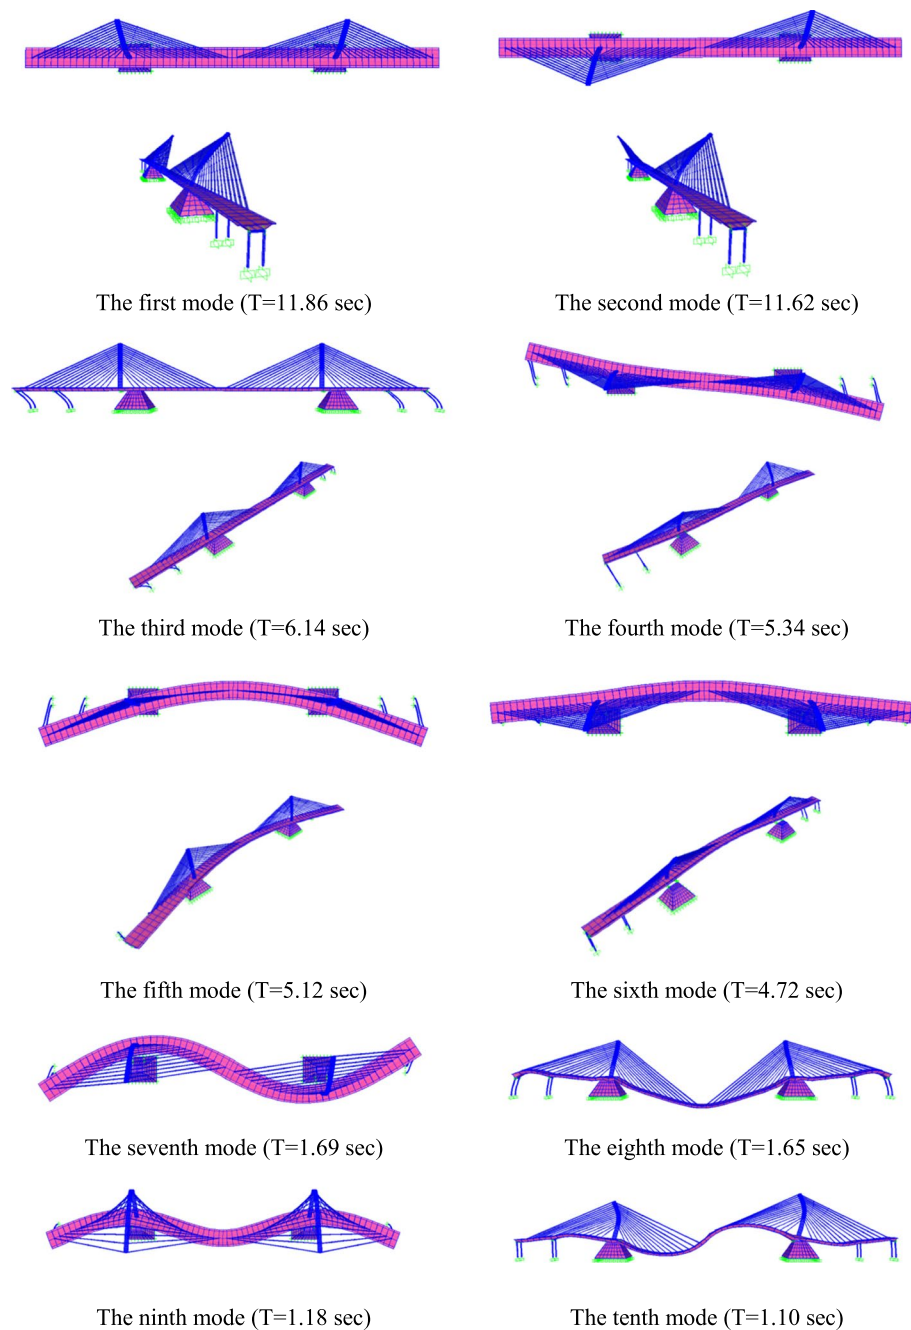 The first mode (T=11.86 sec)
The second mode (T=11.62 sec)
The third mode (T=6.14 sec)
The fourth mode (T=5.34 sec)
The fifth mode (T=5.12 sec)
The sixth mode (T=4.72 sec)
The seventh mode (T=1.69 sec)
The eighth mode (T=1.65 sec)
The ninth mode (T=1.18 sec)
The tenth mode (T=1.10 sec)